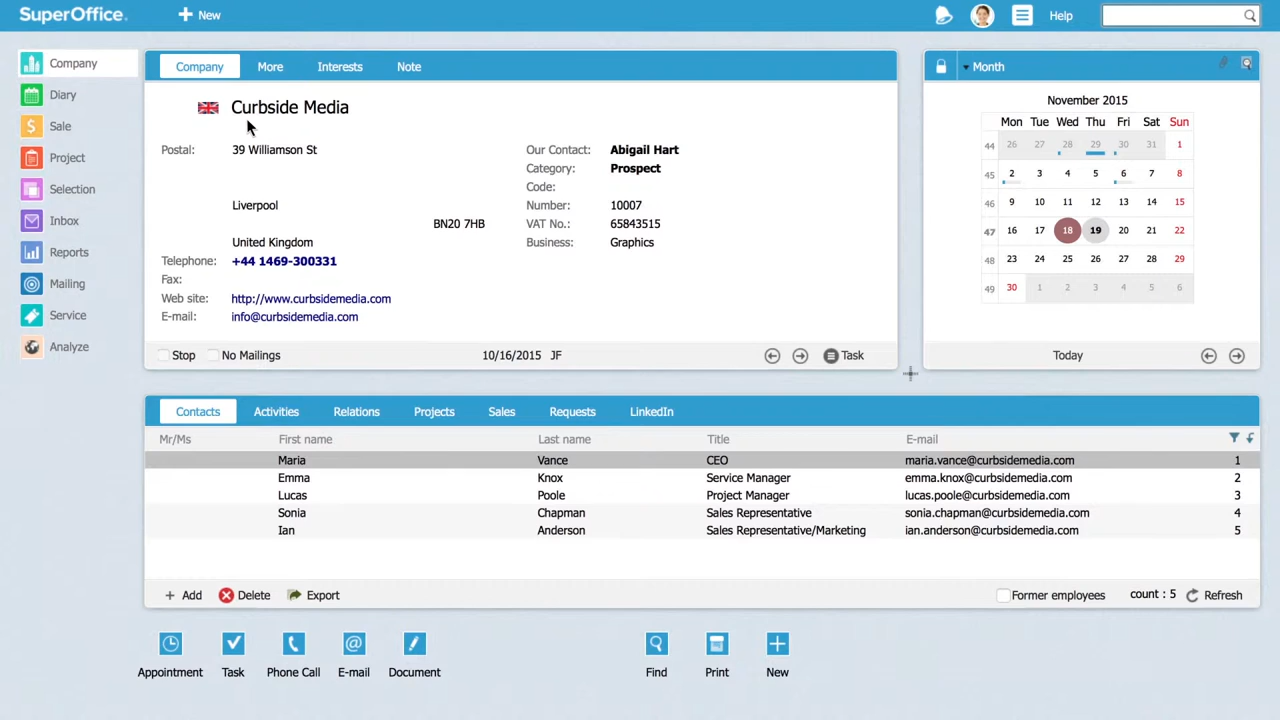 SuperOffice.
New
Help
Company
Diary
Sale
Project
Selection
Inbox
Reports
Mailing
Service
Analyze
Company More Interests Note
Curbside Media
Postal: 39 Williamson St
Liverpool
BN20 7HB
United Kingdom
Telephone: +44 1469-300331
Fax:
Web site: http://www.curbsidemedia.com
E-mail: info@curbsidemedia.com
Our Contact: Abigail Hart
Category: Prospect
Code:
Number: 10007
VAT No.: 65843515
Business: Graphics
Stop No Mailings 10/16/2015 JF Task
Month
November 2015
Mon Tue Wed Thu Fri Sat Sun
44 26 27 28 29 30 31 1
45 2 3 4 5 6 7 8
46 9 10 11 12 13 14 15
47 16 17 18 19 20 21 22
48 23 24 25 26 27 28 29
49 30 1 2 3 4 5 6
Today
Contacts Activities Relations Projects Sales Requests LinkedIn
Mr/Ms First name Last name Title E-mail
Maria Vance CEO maria.vance@curbsidemedia.com 1
Emma Knox Service Manager emma.knox@curbsidemedia.com 2
Lucas Poole Project Manager lucas.poole@curbsidemedia.com 3
Sonia Chapman Sales Representative sonia.chapman@curbsidemedia.com 4
Ian Anderson Sales Representative/Marketing ian.anderson@curbsidemedia.com 5
Add Delete Export Former employees count : 5 Refresh
Appointment Task Phone Call E-mail Document Find Print New